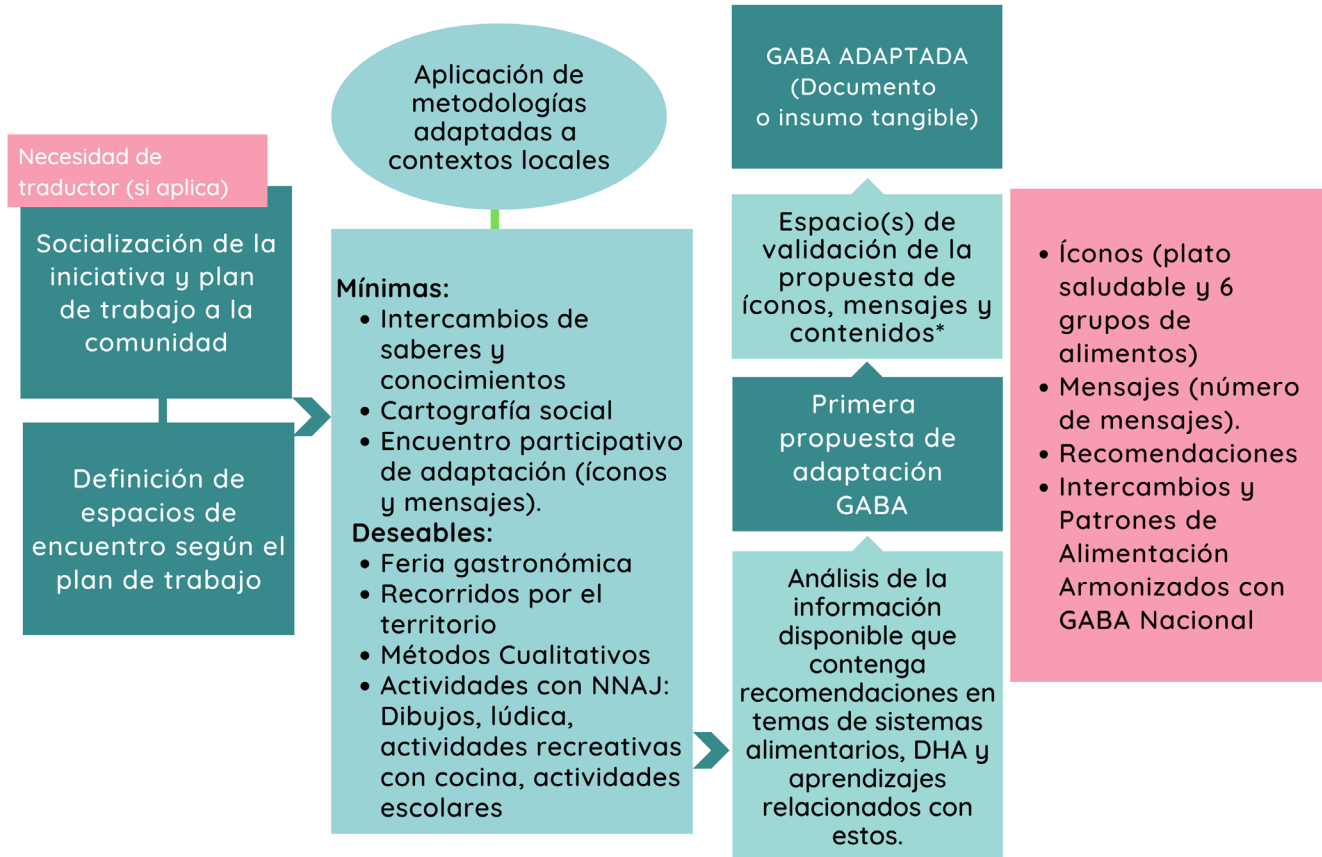 Necesidad de
traductor (si aplica)
Socialización de la
iniciativa y plan
de trabajo a la
comunidad
Definición de
espacios de
encuentro según el
plan de trabajo
Aplicación de
metodologías
adaptadas a
contextos locales
Mínimas:
• Intercambios de
saberes y
conocimientos
• Cartografía social
• Encuentro participativo
de adaptación (íconos
y mensajes).
Deseables:
• Feria gastronómica
• Recorridos por el
territorio
• Métodos Cualitativos
• Actividades con NNAJ:
Dibujos, lúdica,
actividades recreativas
con cocina, actividades
escolares
Análisis de la
información
disponible que
contenga
recomendaciones en
temas de sistemas
alimentarios, DHA y
aprendizajes
relacionados con
estos.
Primera
propuesta de
adaptación
GABA
Espacio(s) de
validación de la
propuesta de
íconos, mensajes y
contenidos*
GABA ADAPTADA
(Documento
o insumo tangible)
• Íconos (plato
saludable y 6
grupos de
alimentos)
• Mensajes (número
de mensajes).
• Recomendaciones
• Intercambios y
Patrones de
Alimentación
Armonizados con
GABA Nacional